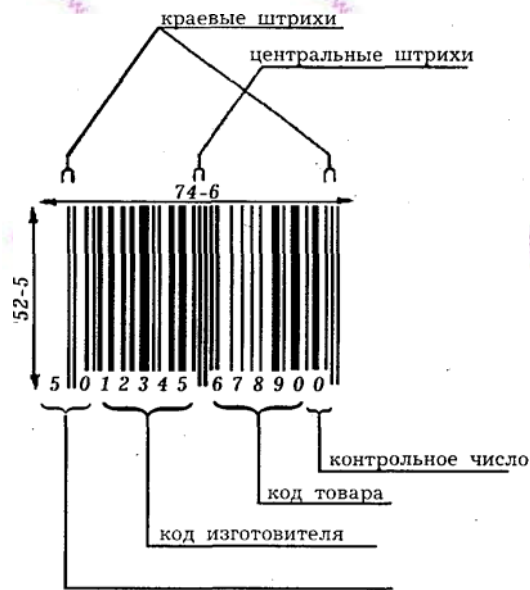 краевые штрихи
центральные штрихи
74-6
52-5
5 0 1 2 3 4 5 6 7 8 9 0 0
контрольное число
код товара
код изготовителя